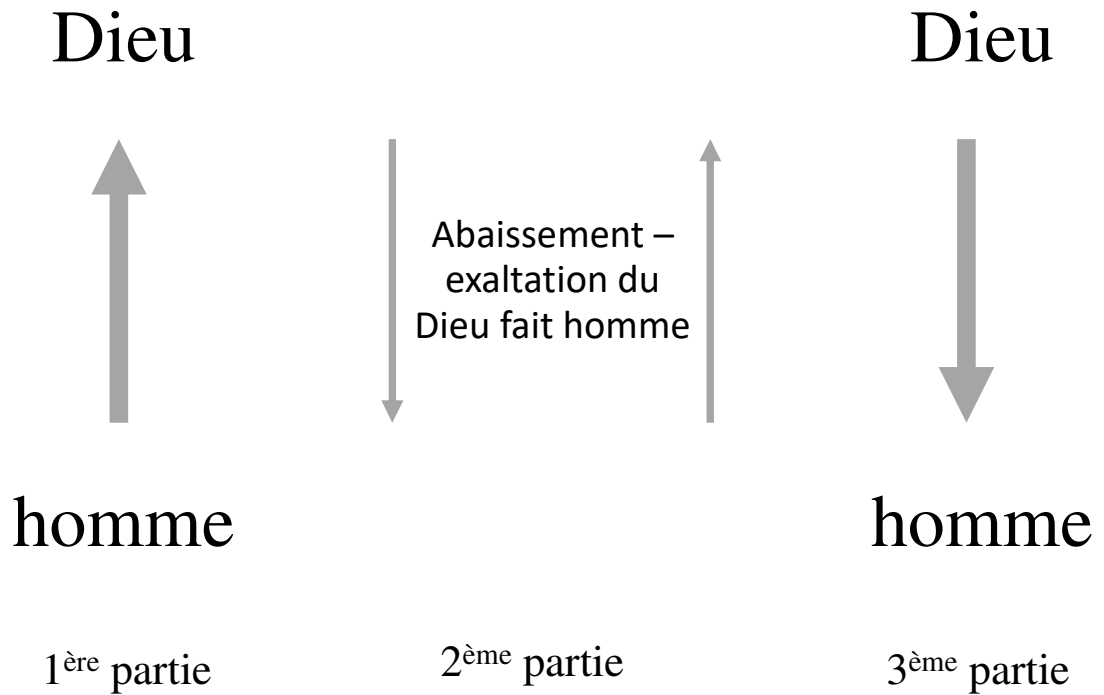 Dieu
Dieu
Abaissement –
exaltation du
Dieu fait homme
homme
homme
1ère partie
2ème partie
3ème partie